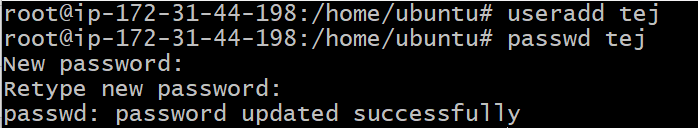 root@ip-172-31-44-198:/home/ubuntu# useradd tej
root@ip-172-31-44-198:/home/ubuntu# passwd tej
New password:
Retype new password:
passwd: password updated successfully